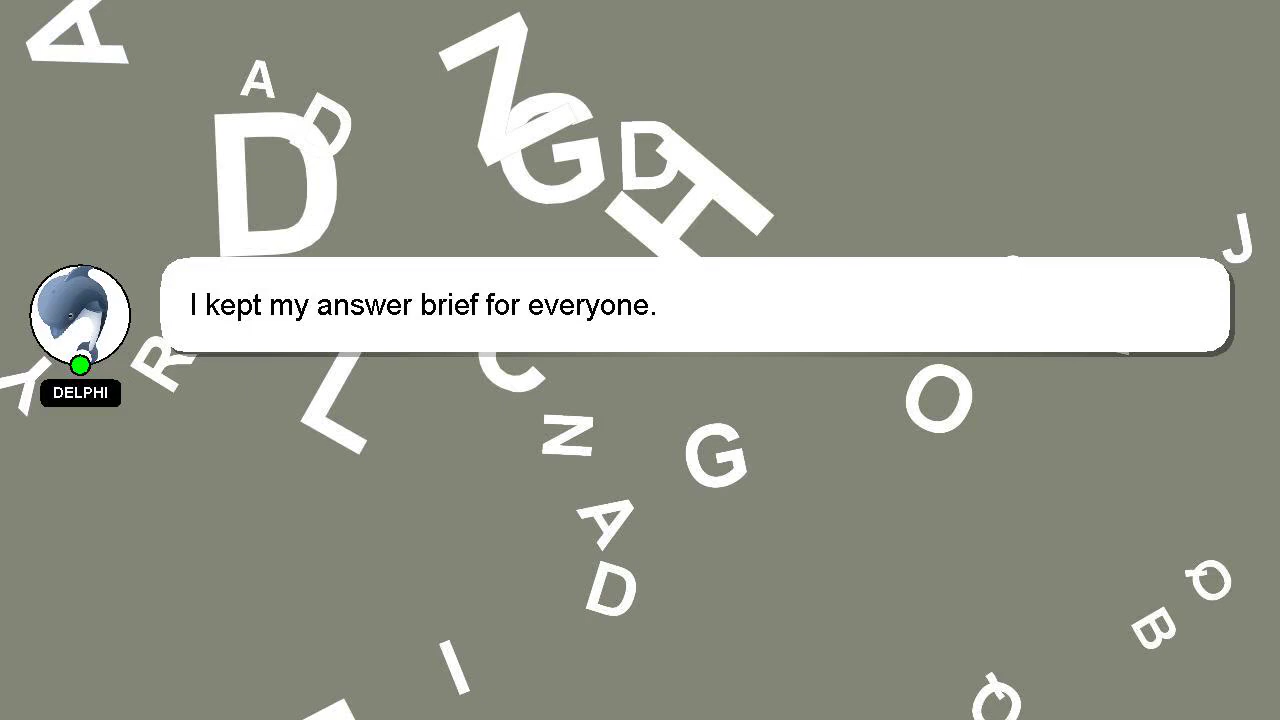 A
A
D
D
Z
G
D
H
J
I kept my answer brief for everyone.
DELPHI
Y
R
L
C
N
G
O
A
D
Q
B
I
Q